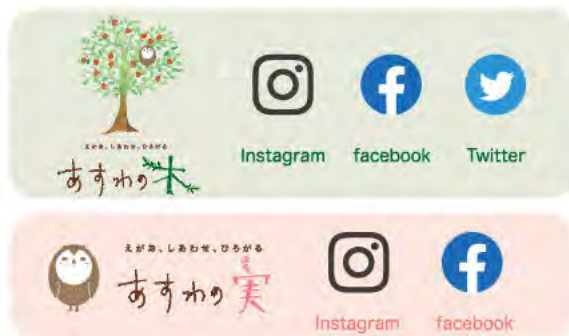 えがお、しあわせ、ひろがる
あすわの木
Instagram facebook Twitter
えがお、しあわせ、ひろがる
あすわの実
Instagram facebook